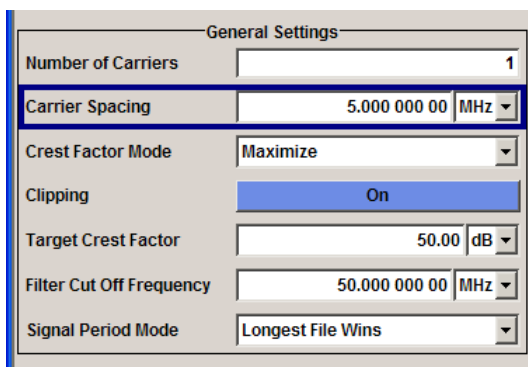 General Settings
Number of Carriers 1
Carrier Spacing 5.000 000 00 MHz
Crest Factor Mode Maximize
Clipping On
Target Crest Factor 50.00 dB
Filter Cut Off Frequency 50.000 000 00 MHz
Signal Period Mode Longest File Wins